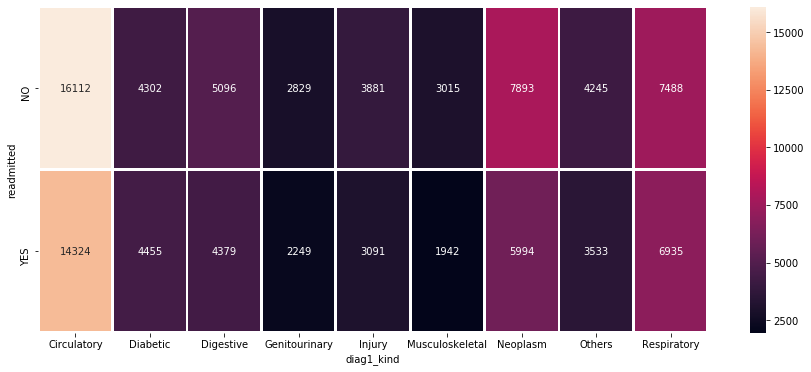 15000
12500
10000
7500
5000
2500
readmitted
NO
16112 4302 5096 2829 3881 3015 7893 4245 7488
YES
14324 4455 4379 2249 3091 1942 5994 3533 6935
Circulatory Diabetic Digestive Genitourinary Injury Musculoskeletal Neoplasm Others Respiratory
diag1_kind